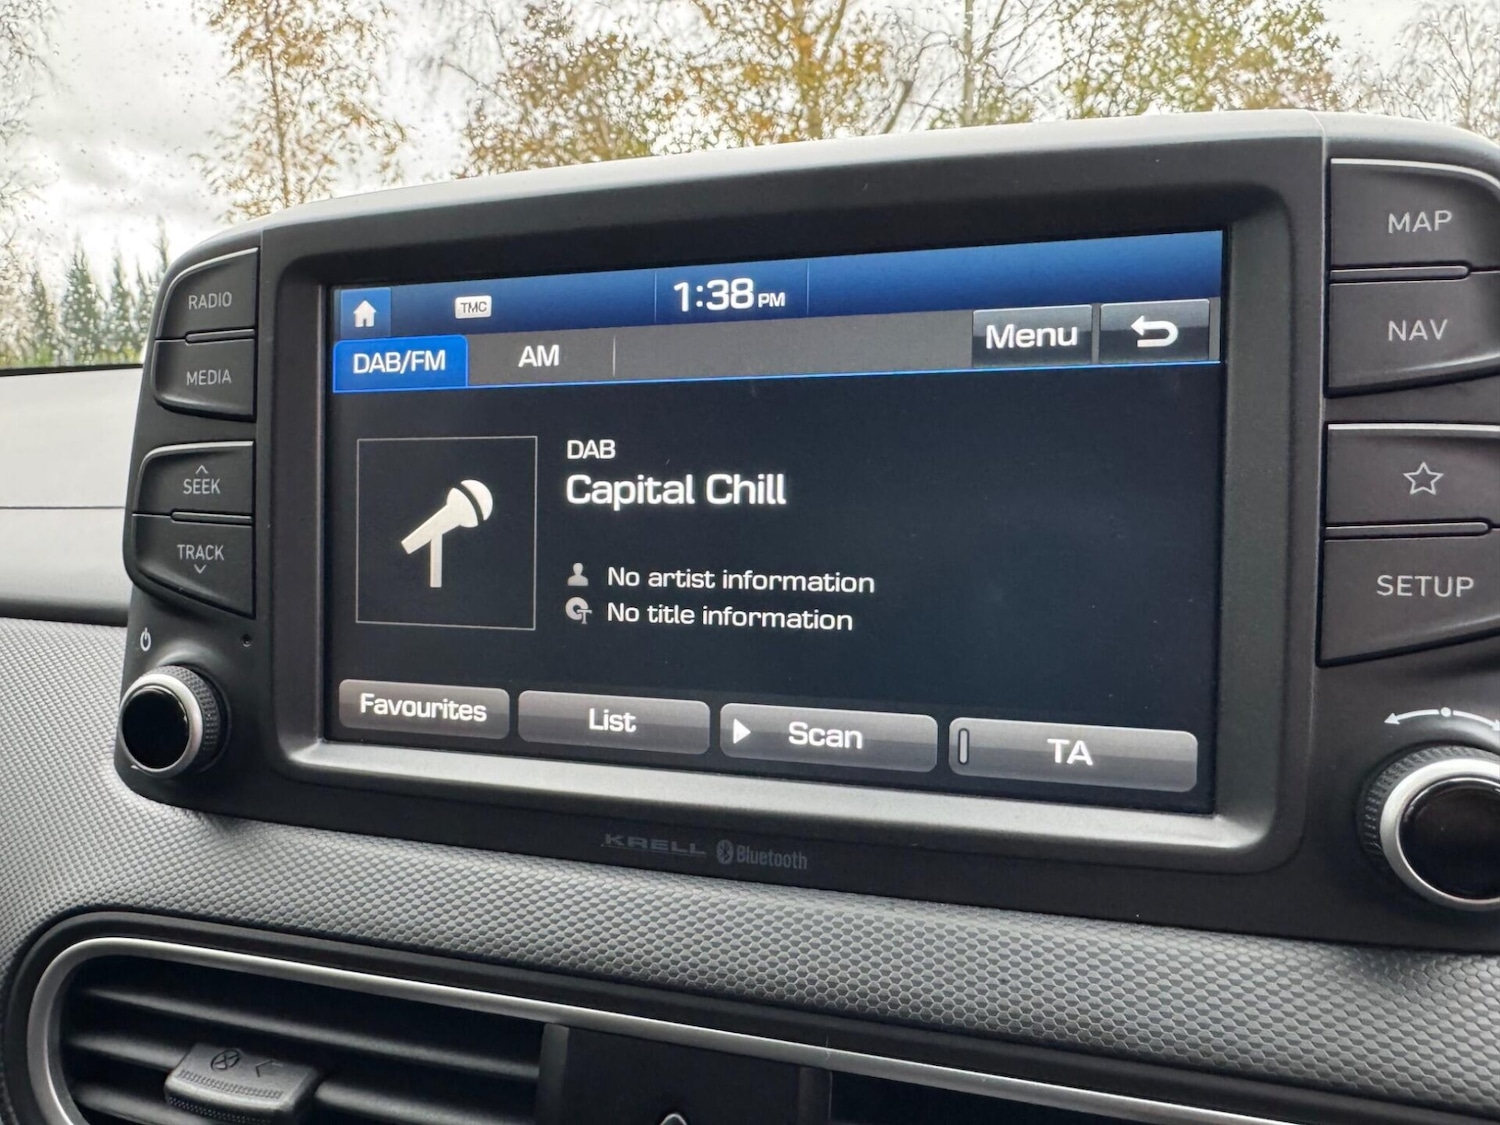 RADIO
MEDIA
SEEK
TRACK
TMC
1:38 PM
DAB/FM
AM
Menu
DAB
Capital Chill
No artist information
No title information
Favourites
List
Scan
TA
MAP
NAV
SETUP
KRELL Bluetooth